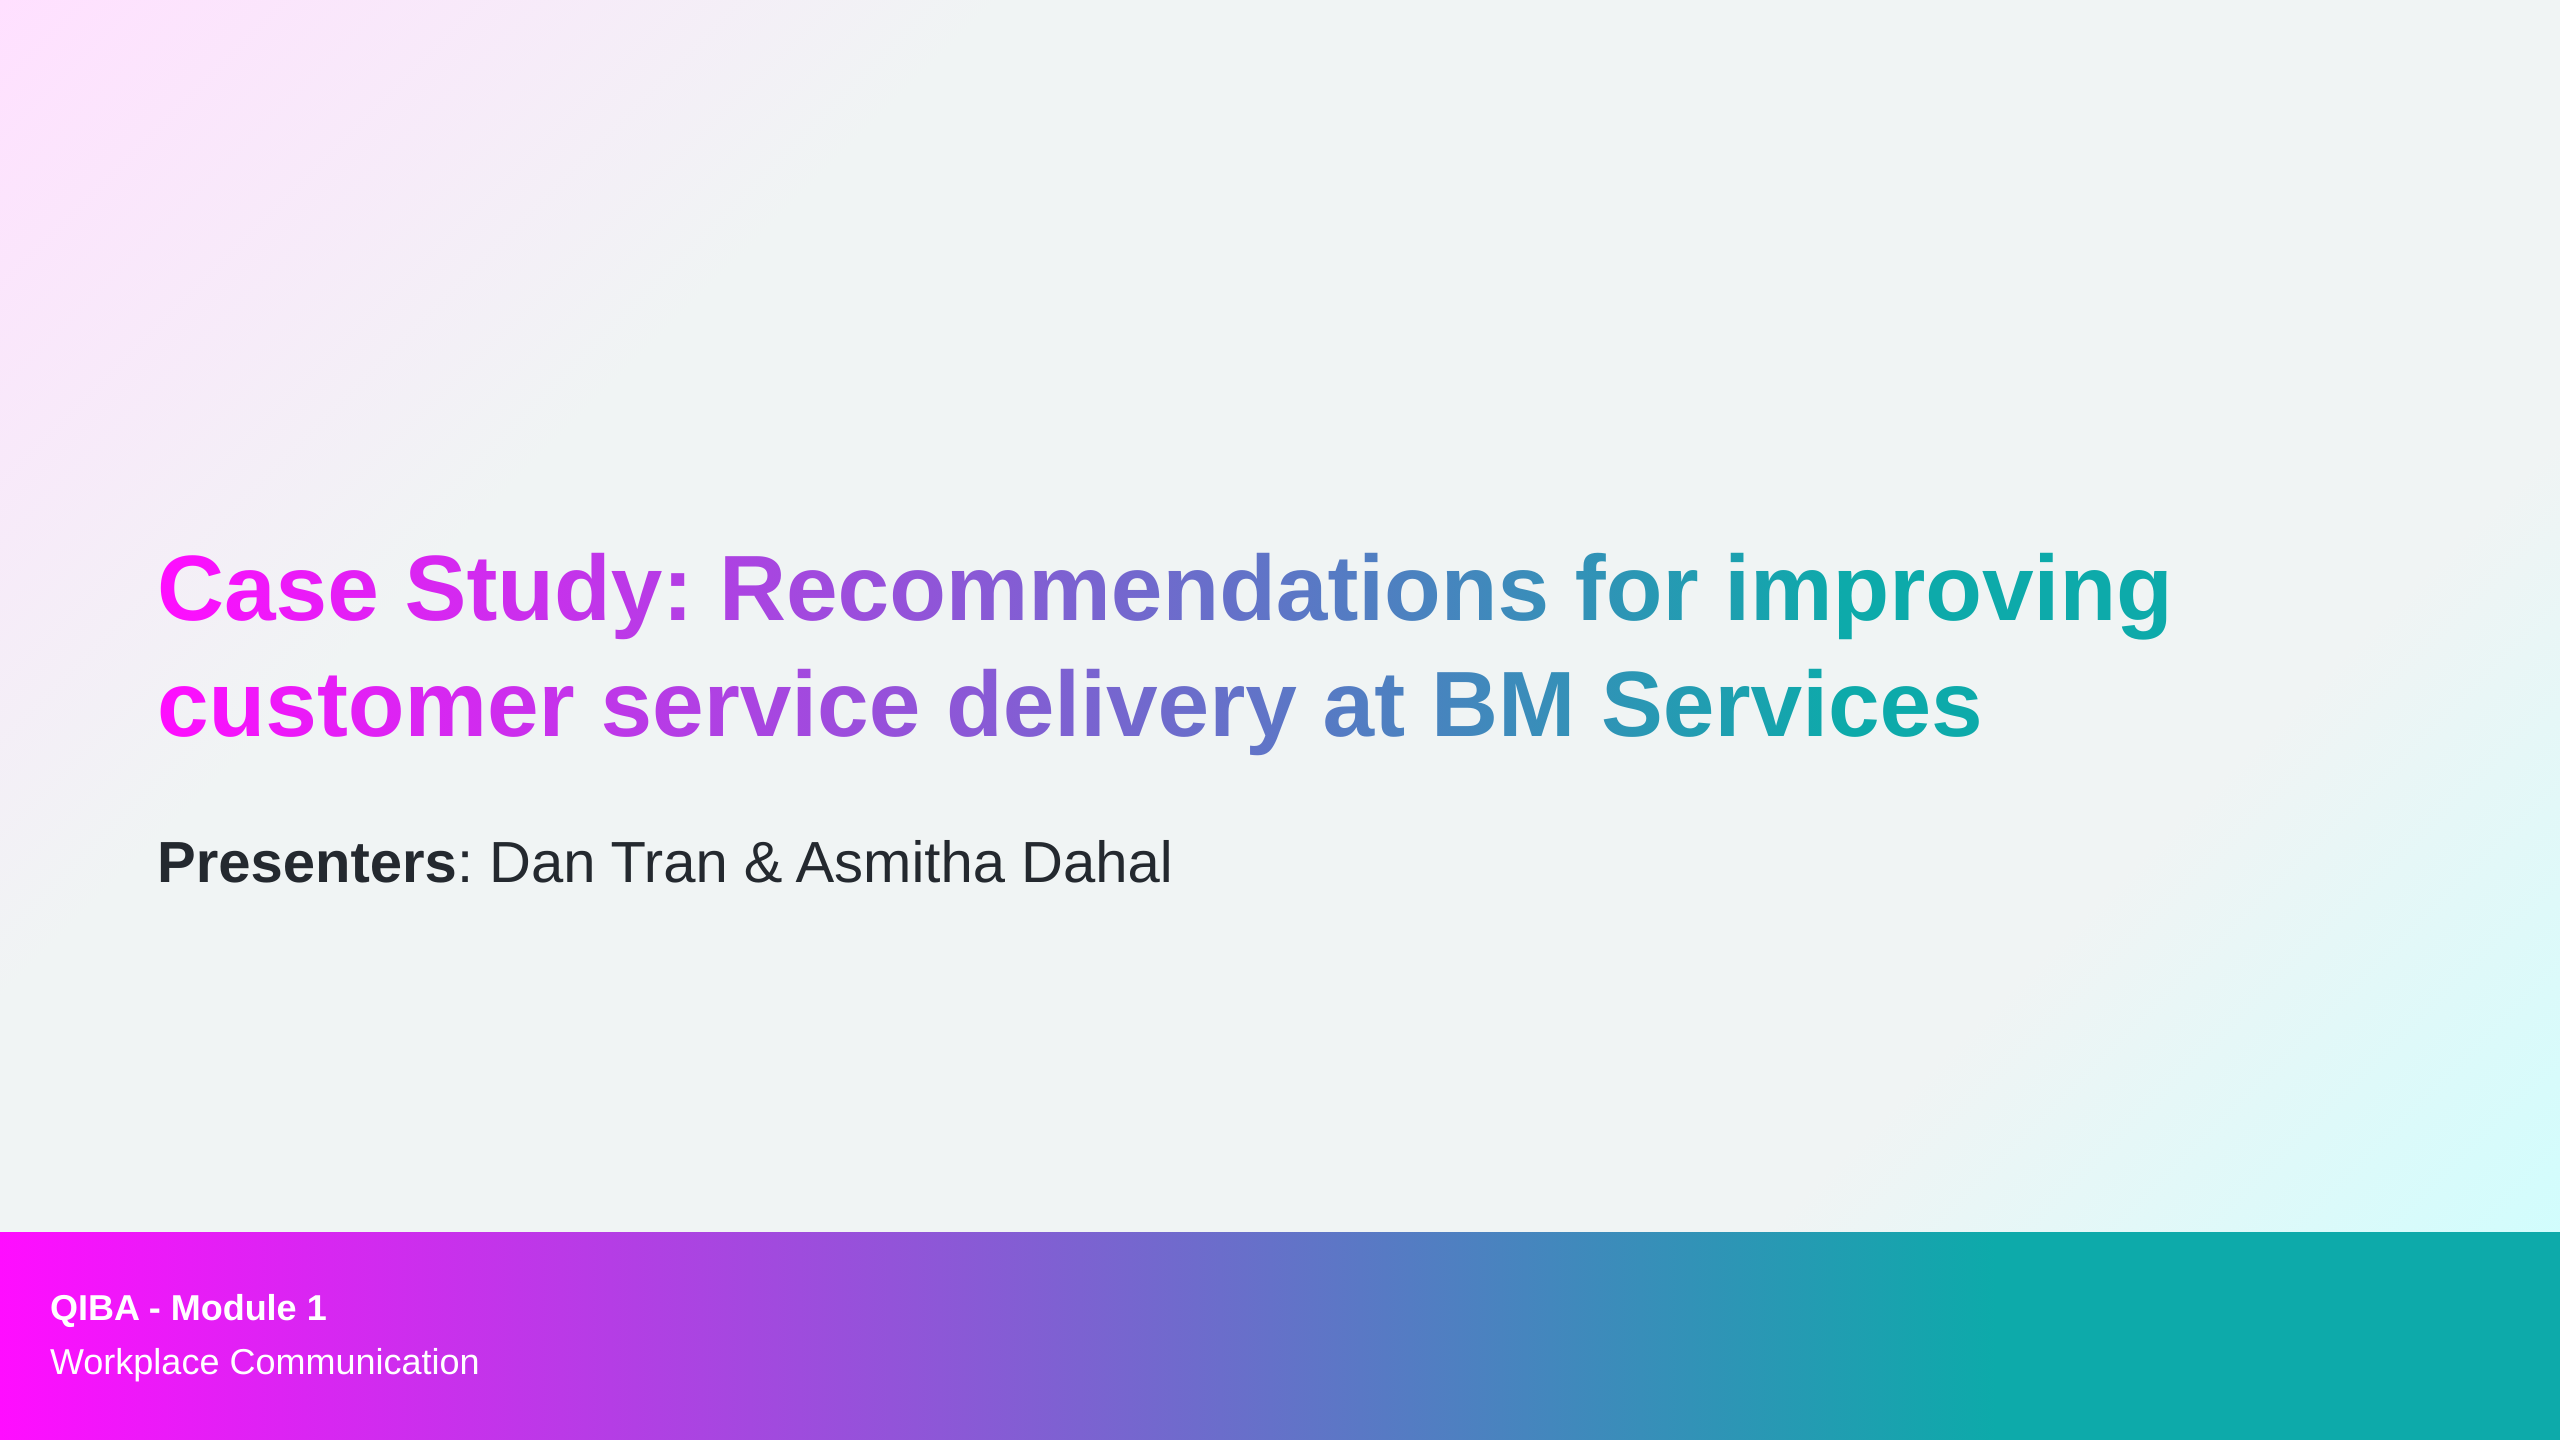 Case Study: Recommendations for improving
customer service delivery at BM Services
Presenters: Dan Tran & Asmitha Dahal
QIBA - Module 1
Workplace Communication